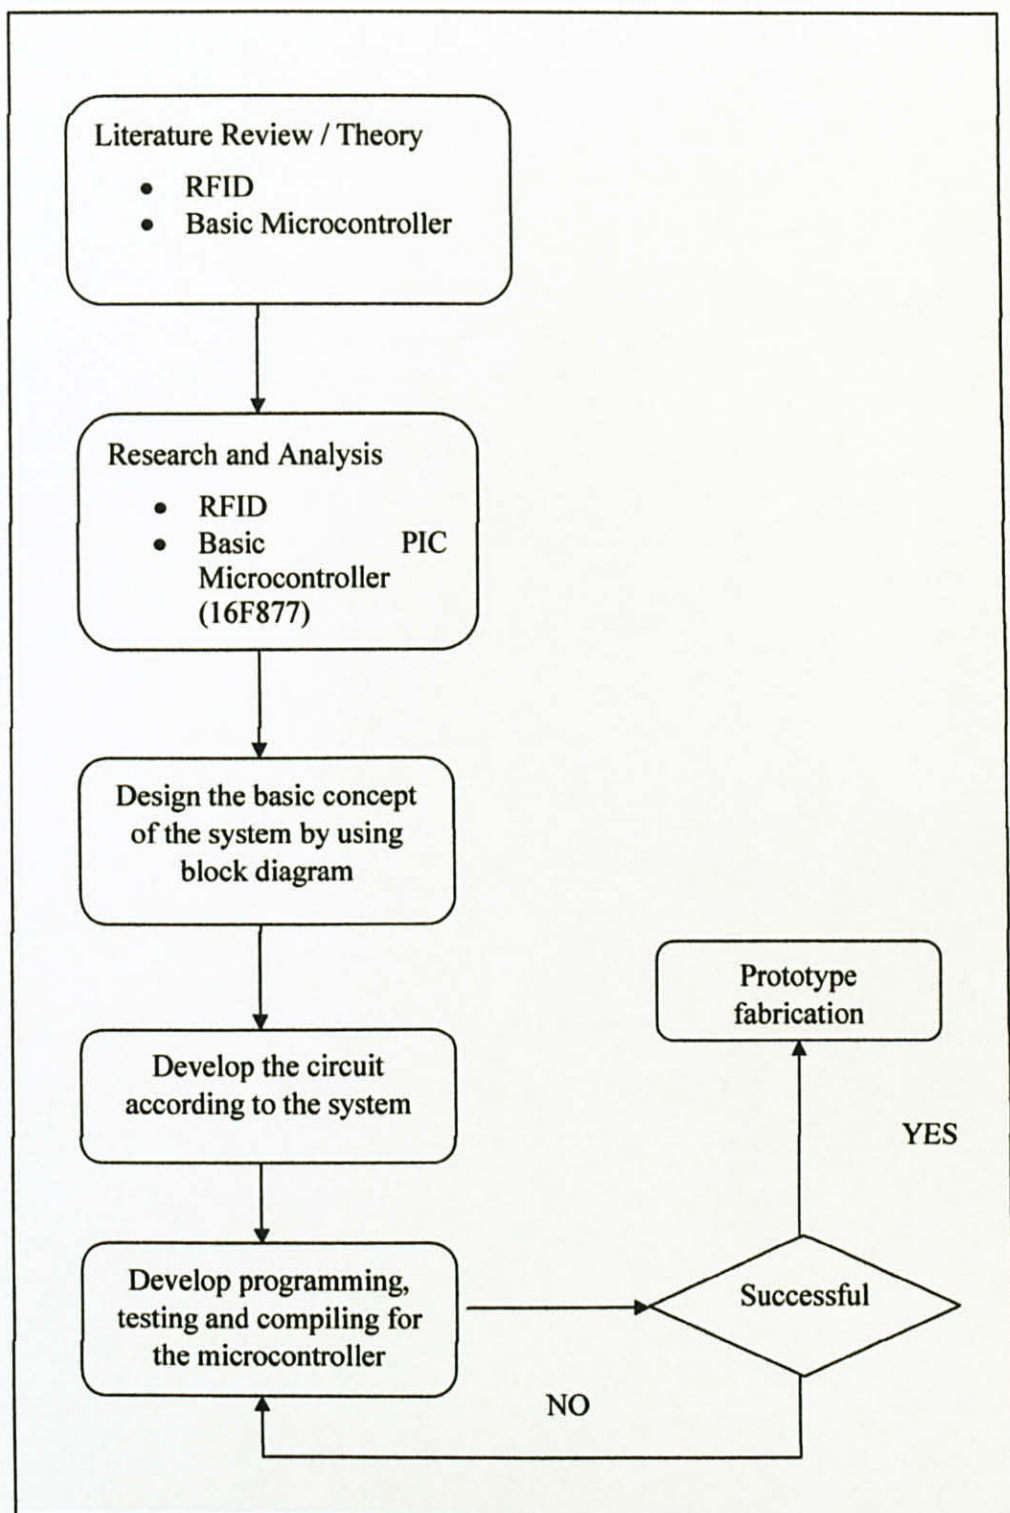 Literature Review / Theory
• RFID
• Basic Microcontroller
Research and Analysis
• RFID
• Basic PIC
Microcontroller
(16F877)
Design the basic concept
of the system by using
block diagram
Develop the circuit
according to the system
Develop programming,
testing and compiling for
the microcontroller
Successful
YES
NO
Prototype
fabrication